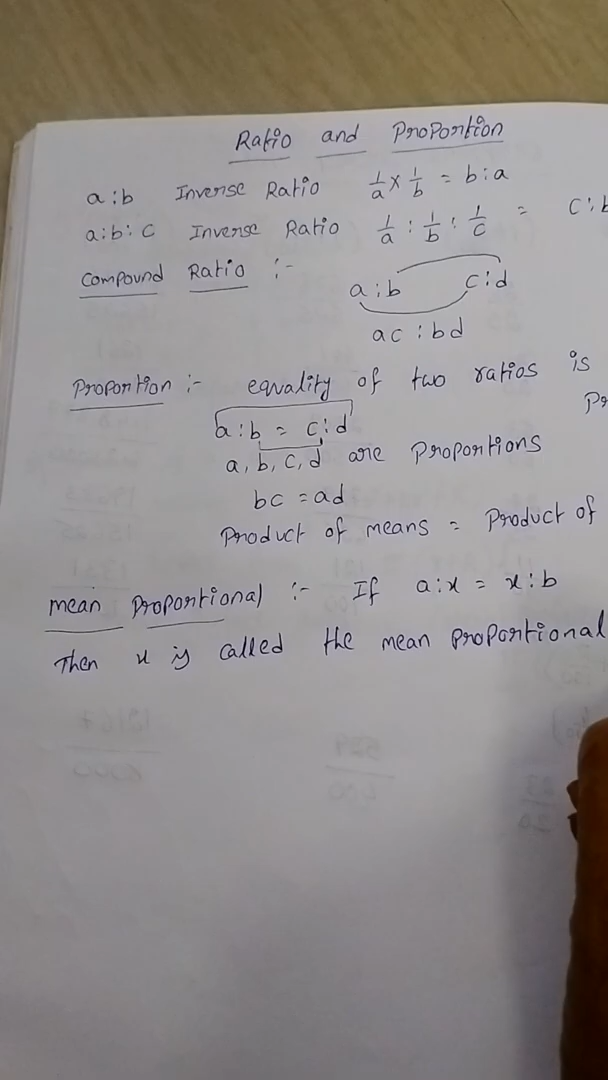 Ratio and Proportion
a:b Inverse Ratio 1/a × 1/b = b:a
a:b:c Inverse Ratio 1/a : 1/b : 1/c = c:b
Compound Ratio :- a:b c:d
ac : bd
Proportion :- equality of two ratios is
Pr
a:b = c:d
a, b, c, d are Proportions
bc = ad
Product of means = Product of
mean Proportional :- If a:x = x:b
Then x is called the mean Proportional